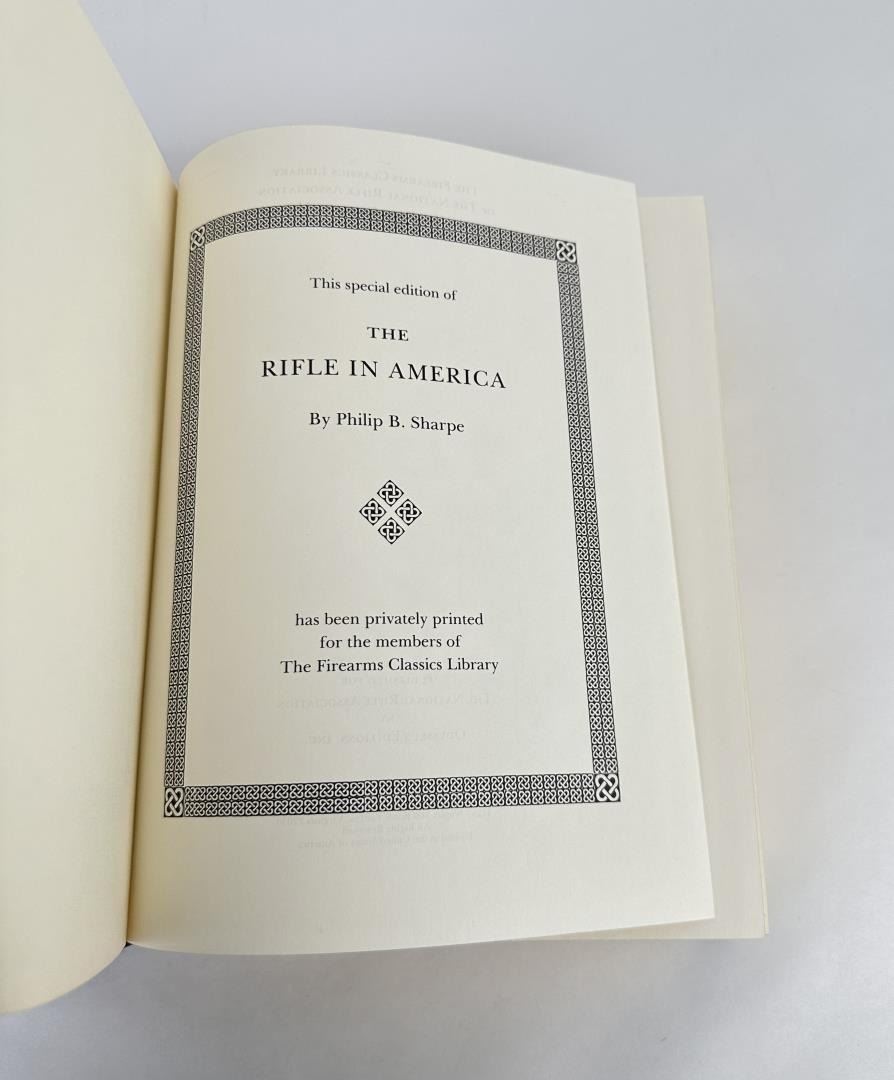 This special edition of
THE
RIFLE IN AMERICA
By Philip B. Sharpe
has been privately printed
for the members of
The Firearms Classics Library